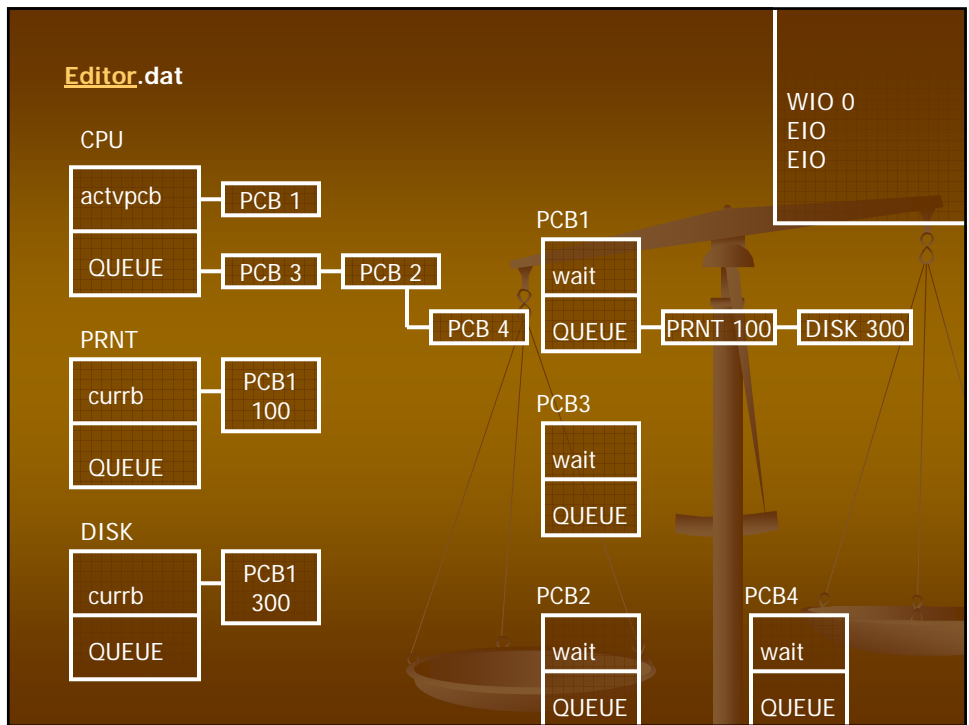 Editor.dat
WIO 0
EIO
EIO
CPU
actvpcb
PCB 1
QUEUE
PCB 3
PCB 2
PCB 4
PRNT
currb
PCB1
100
QUEUE
DISK
currb
PCB1
300
QUEUE
PCB1
wait
QUEUE
PRNT 100
DISK 300
PCB3
wait
QUEUE
PCB2
wait
QUEUE
PCB4
wait
QUEUE